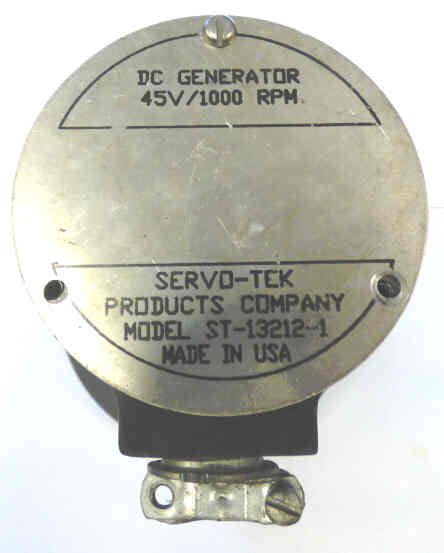 DC GENERATOR
45V/1000 RPM
SERVO-TEK
PRODUCTS COMPANY
MODEL ST-13212-1
MADE IN USA